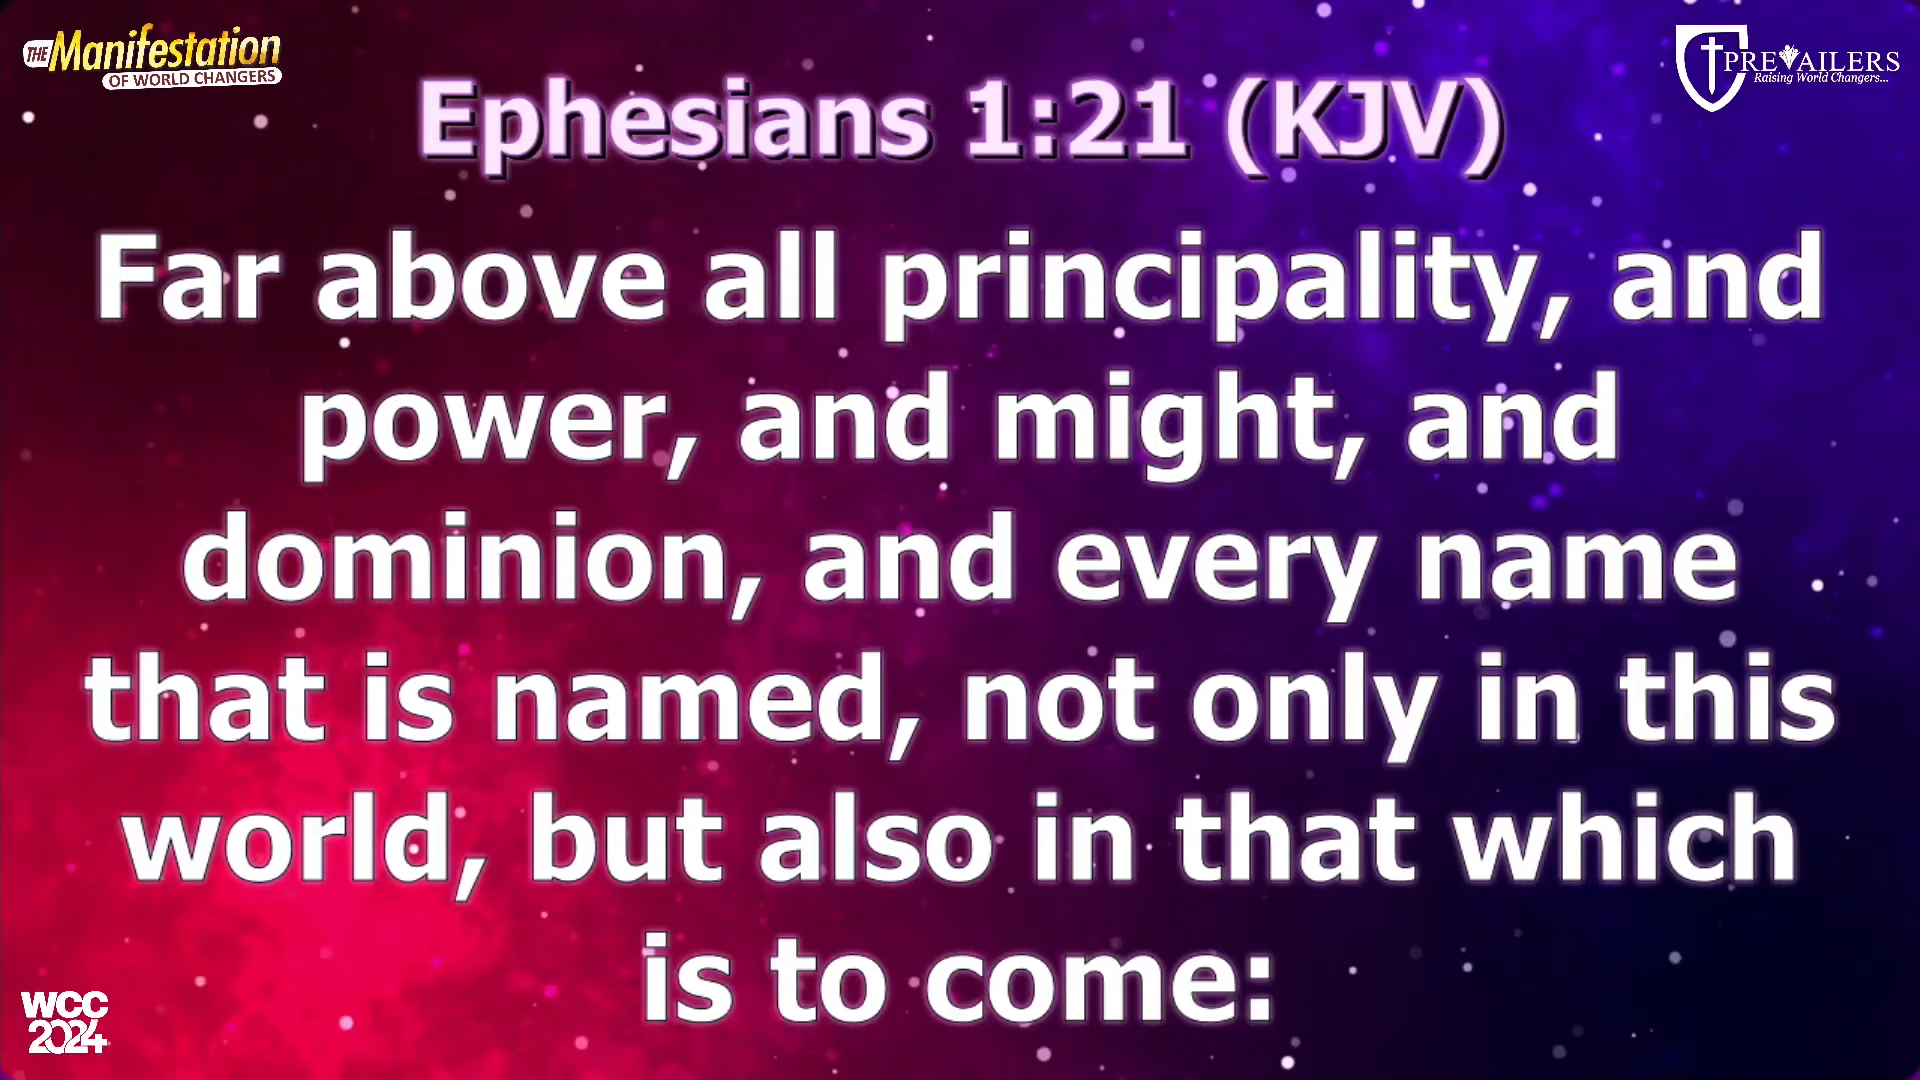 THE Manifestation
OF WORLD CHANGERS
PREVAILERS
Raising World Changers...
Ephesians 1:21 (KJV)
Far above all principality, and
power, and might, and
dominion, and every name
that is named, not only in this
world, but also in that which
is to come:
WCC
2024